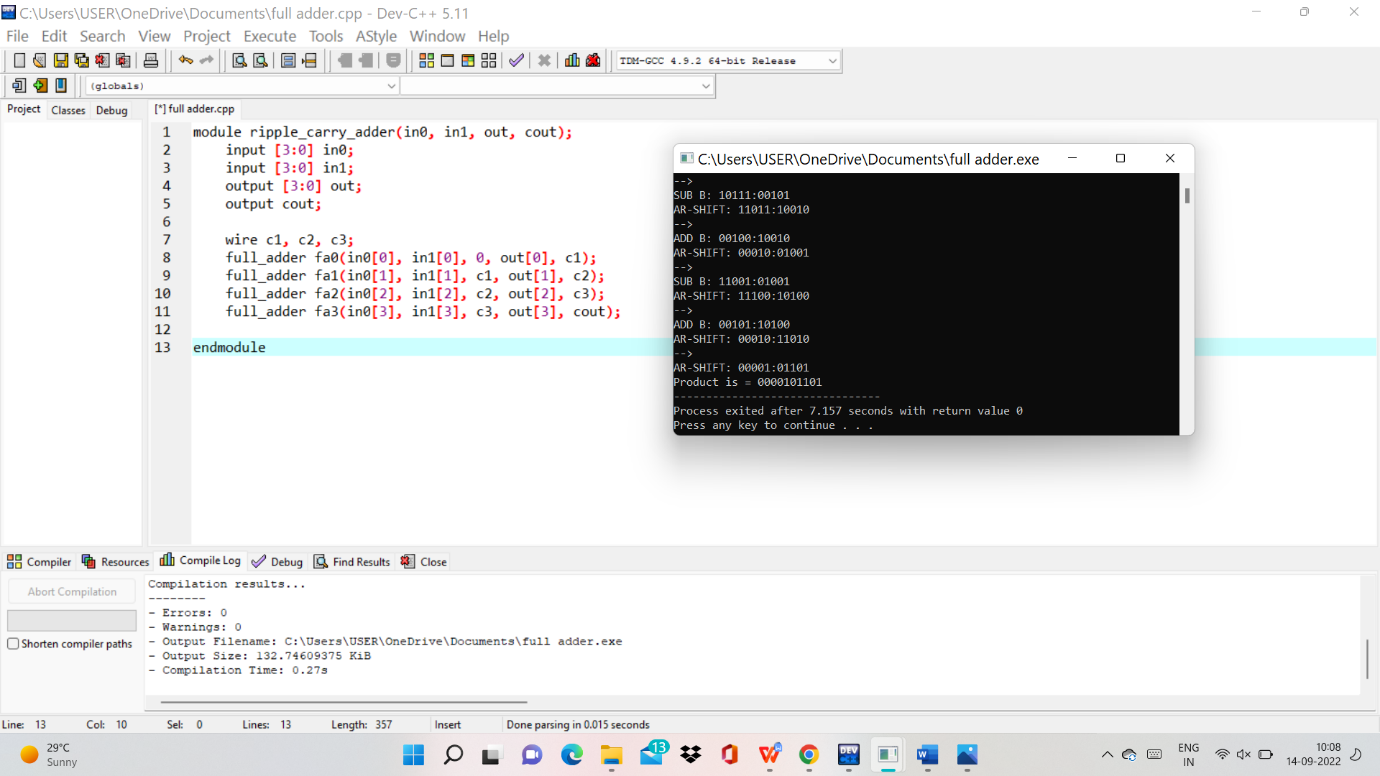 C:\Users\USER\OneDrive\Documents\full adder.cpp - Dev-C++ 5.11
File Edit Search View Project Execute Tools AStyle Window Help
TDM-GCC 4.9.2 64-bit Release
(globals)
Project Classes Debug [*] full adder.cpp
1 module ripple_carry_adder(in0, in1, out, cout);
2 input [3:0] in0;
3 input [3:0] in1;
4 output [3:0] out;
5 output cout;
6
7 wire c1, c2, c3;
8 full_adder fa0(in0[0], in1[0], 0, out[0], c1);
9 full_adder fa1(in0[1], in1[1], c1, out[1], c2);
10 full_adder fa2(in0[2], in1[2], c2, out[2], c3);
11 full_adder fa3(in0[3], in1[3], c3, out[3], cout);
12
13 endmodule
C:\Users\USER\OneDrive\Documents\full adder.exe
-->
SUB B: 10111:00101
AR-SHIFT: 11011:10010
-->
ADD B: 00100:10010
AR-SHIFT: 00010:01001
-->
SUB B: 11001:01001
AR-SHIFT: 11100:10100
-->
ADD B: 00101:10100
AR-SHIFT: 00010:11010
-->
AR-SHIFT: 00001:01101
Product is = 0000101101
--------------------------------
Process exited after 7.157 seconds with return value 0
Press any key to continue . . .
Compiler Resources Compile Log Debug Find Results Close
Abort Compilation
Shorten compiler paths
Compilation results...
--------
- Errors: 0
- Warnings: 0
- Output Filename: C:\Users\USER\OneDrive\Documents\full adder.exe
- Output Size: 132.74609375 KiB
- Compilation Time: 0.27s
Line: 13 Col: 10 Sel: 0 Lines: 13 Length: 357 Insert Done parsing in 0.015 seconds
29°C
Sunny
13
DEV
ENG
IN
10:08
14-09-2022